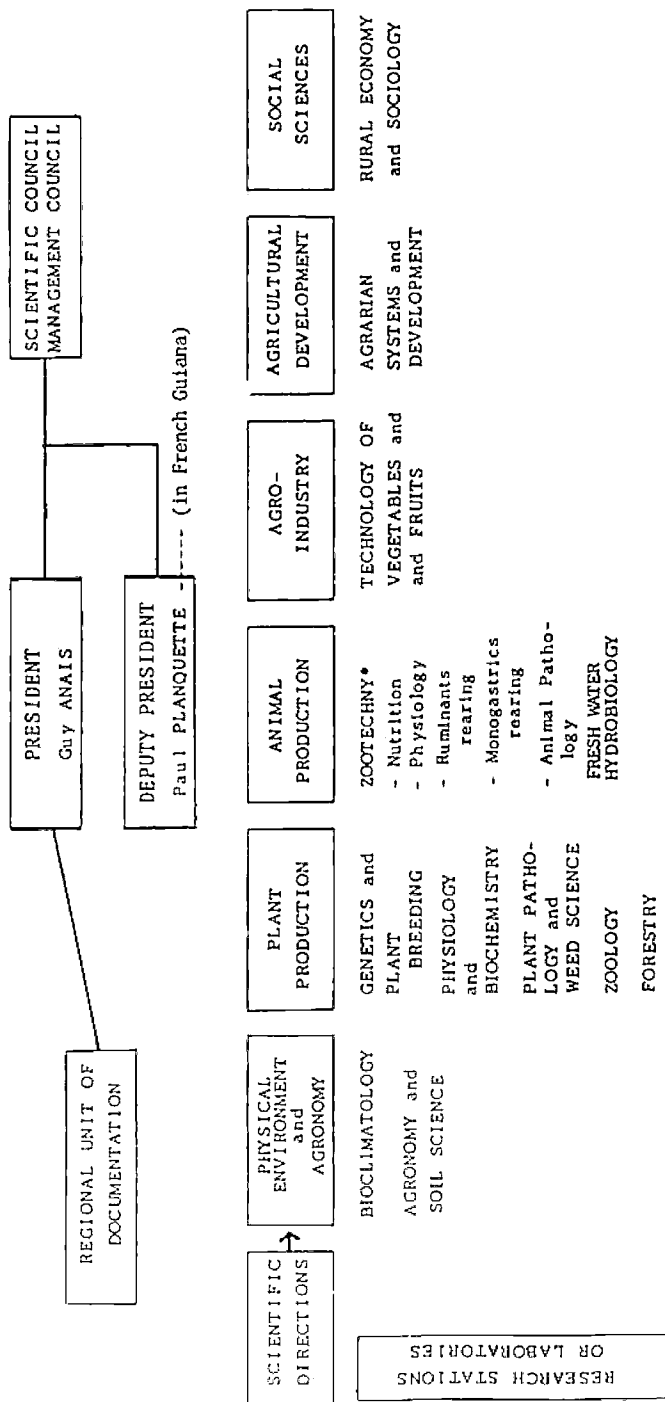 SCIENTIFIC COUNCIL
MANAGEMENT COUNCIL
PRESIDENT
Guy ANAIS
DEPUTY PRESIDENT
Paul PLANQUETTE ----- (in French Guiana)
REGIONAL UNIT OF
DOCUMENTATION
SCIENTIFIC
DIRECTIONS
PHYSICAL
ENVIRONMENT
and
AGRONOMY
PLANT
PRODUCTION
ANIMAL
PRODUCTION
AGRO-
INDUSTRY
AGRICULTURAL
DEVELOPMENT
SOCIAL
SCIENCES
RESEARCH STATIONS
OR LABORATORIES
BIOCLIMATOLOGY
AGRONOMY and
SOIL SCIENCE
GENETICS and
PLANT
BREEDING
PHYSIOLOGY
and
BIOCHEMISTRY
PLANT PATHO-
LOGY and
WEED SCIENCE
ZOOLOGY
FORESTRY
ZOOTECHNY*
- Nutrition
- Physiology
- Ruminants
rearing
- Monogastrics
rearing
- Animal Patho-
logy
FRESH WATER
HYDROBIOLOGY
TECHNOLOGY OF
VEGETABLES and
and FRUITS
AGRARIAN
SYSTEMS and
DEVELOPMENT
RURAL ECONOMY
and SOCIOLOGY